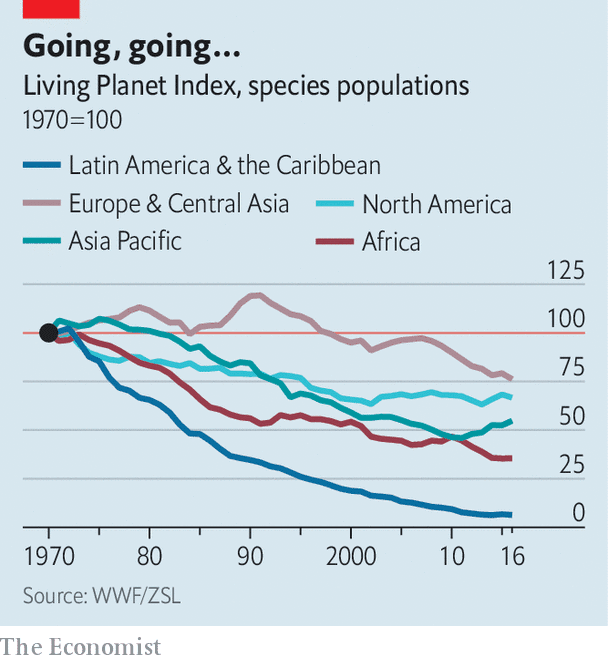 Going, going…
Living Planet Index, species populations
1970=100
Latin America & the Caribbean
Europe & Central Asia
North America
Asia Pacific
Africa
125
100
75
50
25
0
1970
80
90
2000
10
16
Source: WWF/ZSL
The Economist